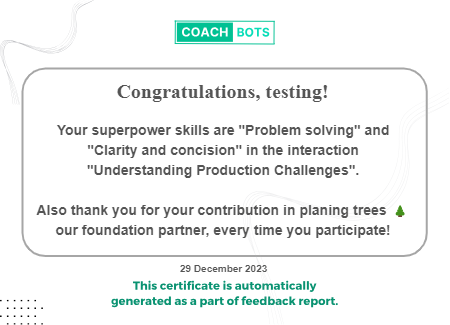 COACH BOTS
Congratulations, testing!
Your superpower skills are "Problem solving" and
"Clarity and concision" in the interaction
"Understanding Production Challenges".
Also thank you for your contribution in planing trees 🌲
our foundation partner, every time you participate!
29 December 2023
This certificate is automatically
generated as a part of feedback report.